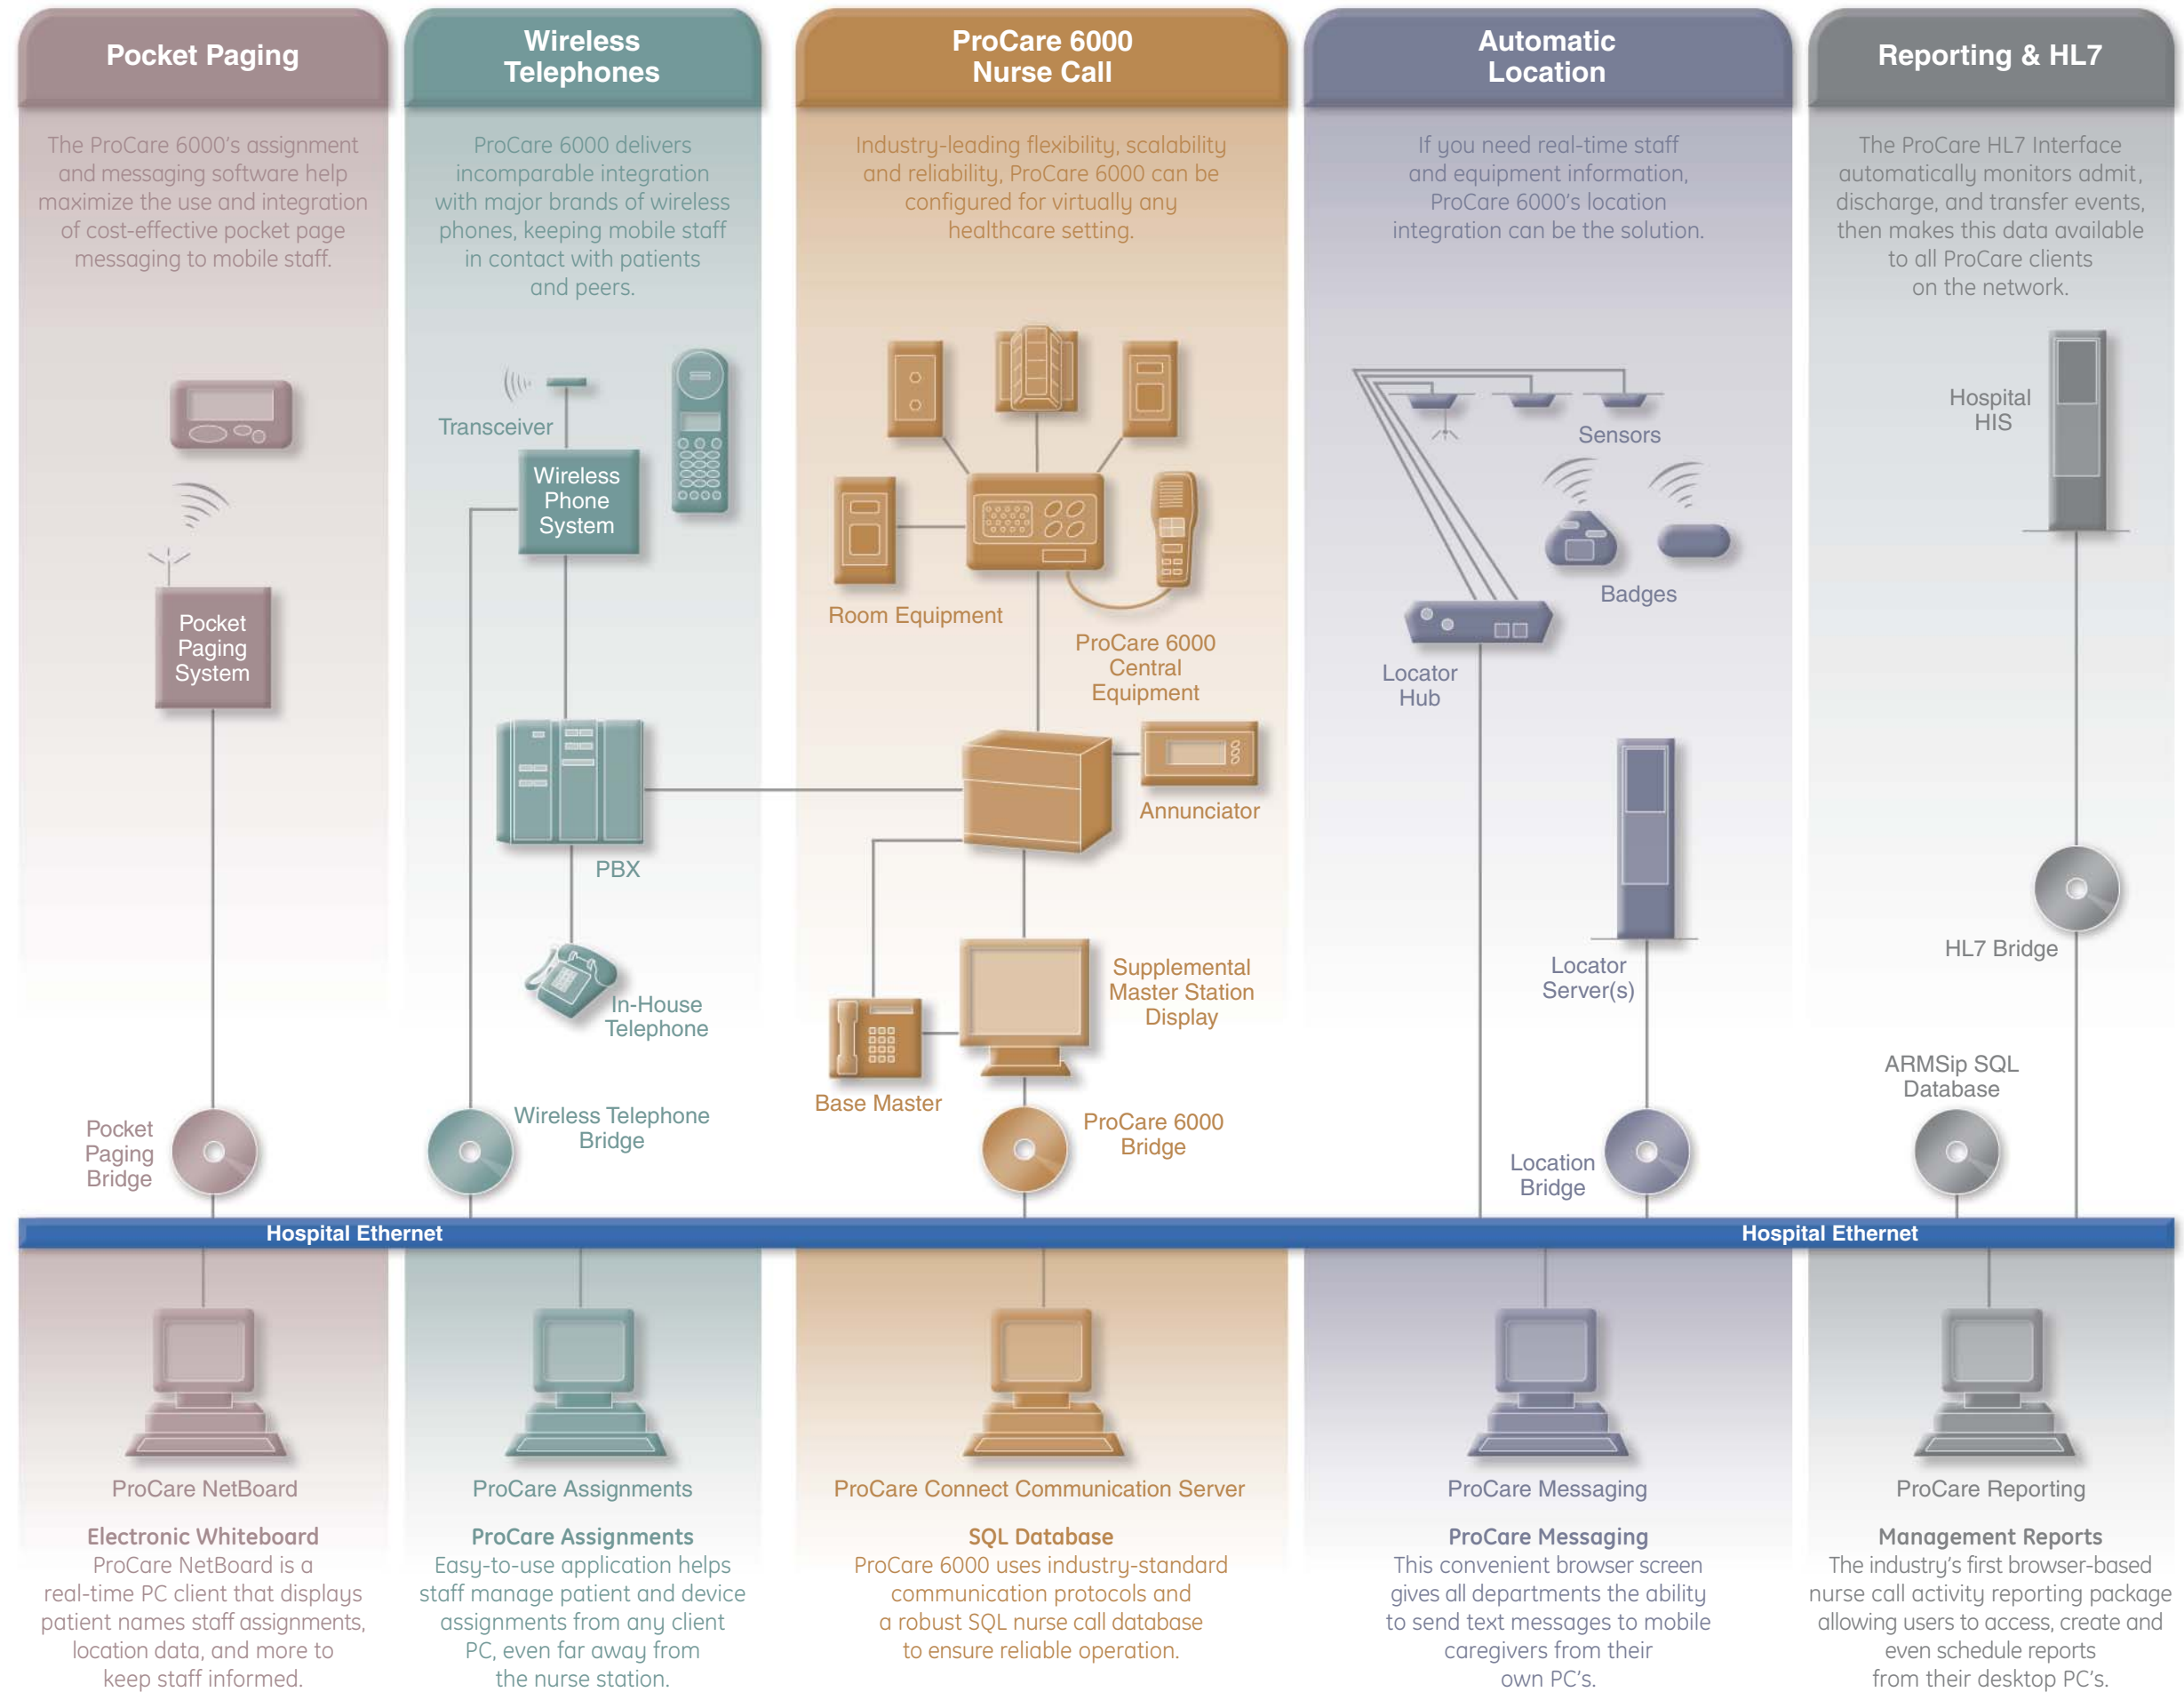 Pocket Paging
The ProCare 6000's assignment
and messaging software help
maximize the use and integration
of cost-effective pocket page
messaging to mobile staff.
Pocket
Paging
System
Pocket
Paging
Bridge
Wireless
Telephones
ProCare 6000 delivers
incomparable integration
with major brands of wireless
phones, keeping mobile staff
in contact with patients
and peers.
Transceiver
Wireless
Phone
System
PBX
In-House
Telephone
Wireless Telephone
Bridge
ProCare 6000
Nurse Call
Industry-leading flexibility, scalability
and reliability, ProCare 6000 can be
configured for virtually any
healthcare setting.
Room Equipment
ProCare 6000
Central
Equipment
Annunciator
Supplemental
Master Station
Display
Base Master
ProCare 6000
Bridge
Automatic
Location
If you need real-time staff
and equipment information,
ProCare 6000's location
integration can be the solution.
Sensors
Badges
Locator
Hub
Locator
Server(s)
Location
Bridge
Reporting & HL7
The ProCare HL7 Interface
automatically monitors admit,
discharge, and transfer events,
then makes this data available
to all ProCare clients
on the network.
Hospital
HIS
HL7 Bridge
ARMSip SQL
Database
Hospital Ethernet
Hospital Ethernet
ProCare NetBoard
Electronic Whiteboard
ProCare NetBoard is a
real-time PC client that displays
patient names staff assignments,
location data, and more to
keep staff informed.
ProCare Assignments
ProCare Assignments
Easy-to-use application helps
staff manage patient and device
assignments from any client
PC, even far away from
the nurse station.
ProCare Connect Communication Server
SQL Database
ProCare 6000 uses industry-standard
communication protocols and
a robust SQL nurse call database
to ensure reliable operation.
ProCare Messaging
ProCare Messaging
This convenient browser screen
gives all departments the ability
to send text messages to mobile
caregivers from their
own PC's.
ProCare Reporting
Management Reports
The industry's first browser-based
nurse call activity reporting package
allowing users to access, create and
even schedule reports
from their desktop PC's.